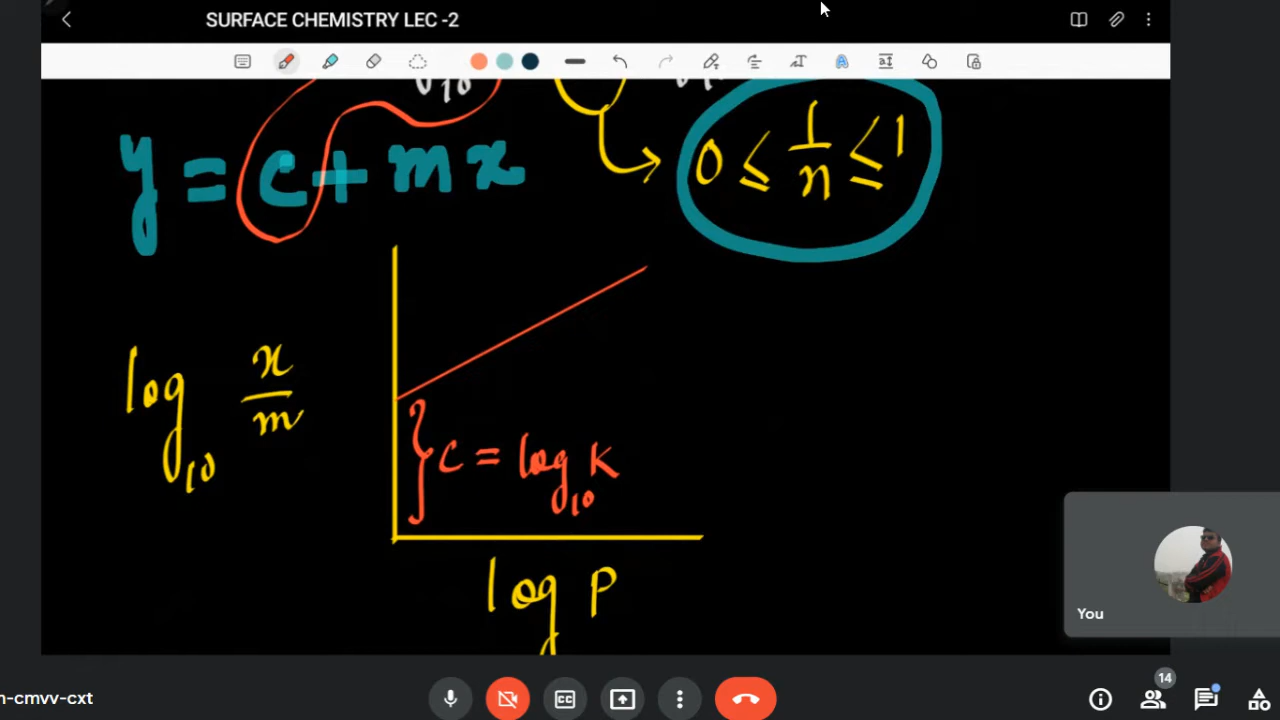 SURFACE CHEMISTRY LEC -2
y = c + mx
0 ≤ 1/n ≤ 1
log₁₀ x/m
c = log₁₀ K
log P
You
n-cmvv-cxt
14